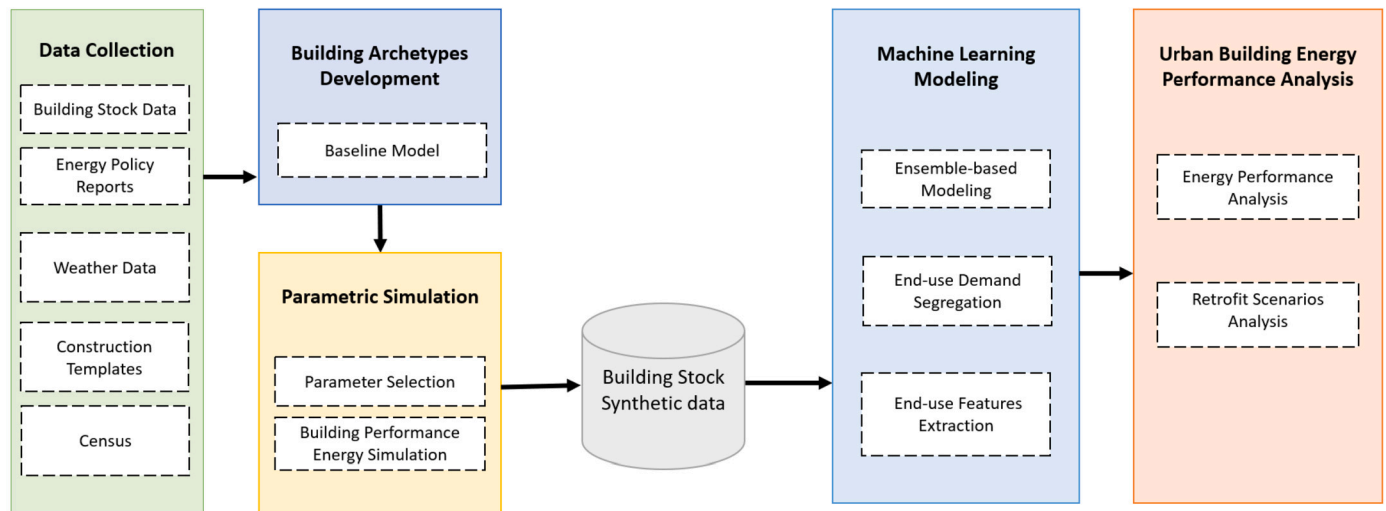 Data Collection
Building Stock Data
Energy Policy
Reports
Weather Data
Construction
Templates
Census
Building Archetypes
Development
Baseline Model
Parametric Simulation
Parameter Selection
Building Performance
Energy Simulation
Building Stock
Synthetic data
Machine Learning
Modeling
Ensemble-based
Modeling
End-use Demand
Segregation
End-use Features
Extraction
Urban Building Energy
Performance Analysis
Energy Performance
Analysis
Retrofit Scenarios
Analysis